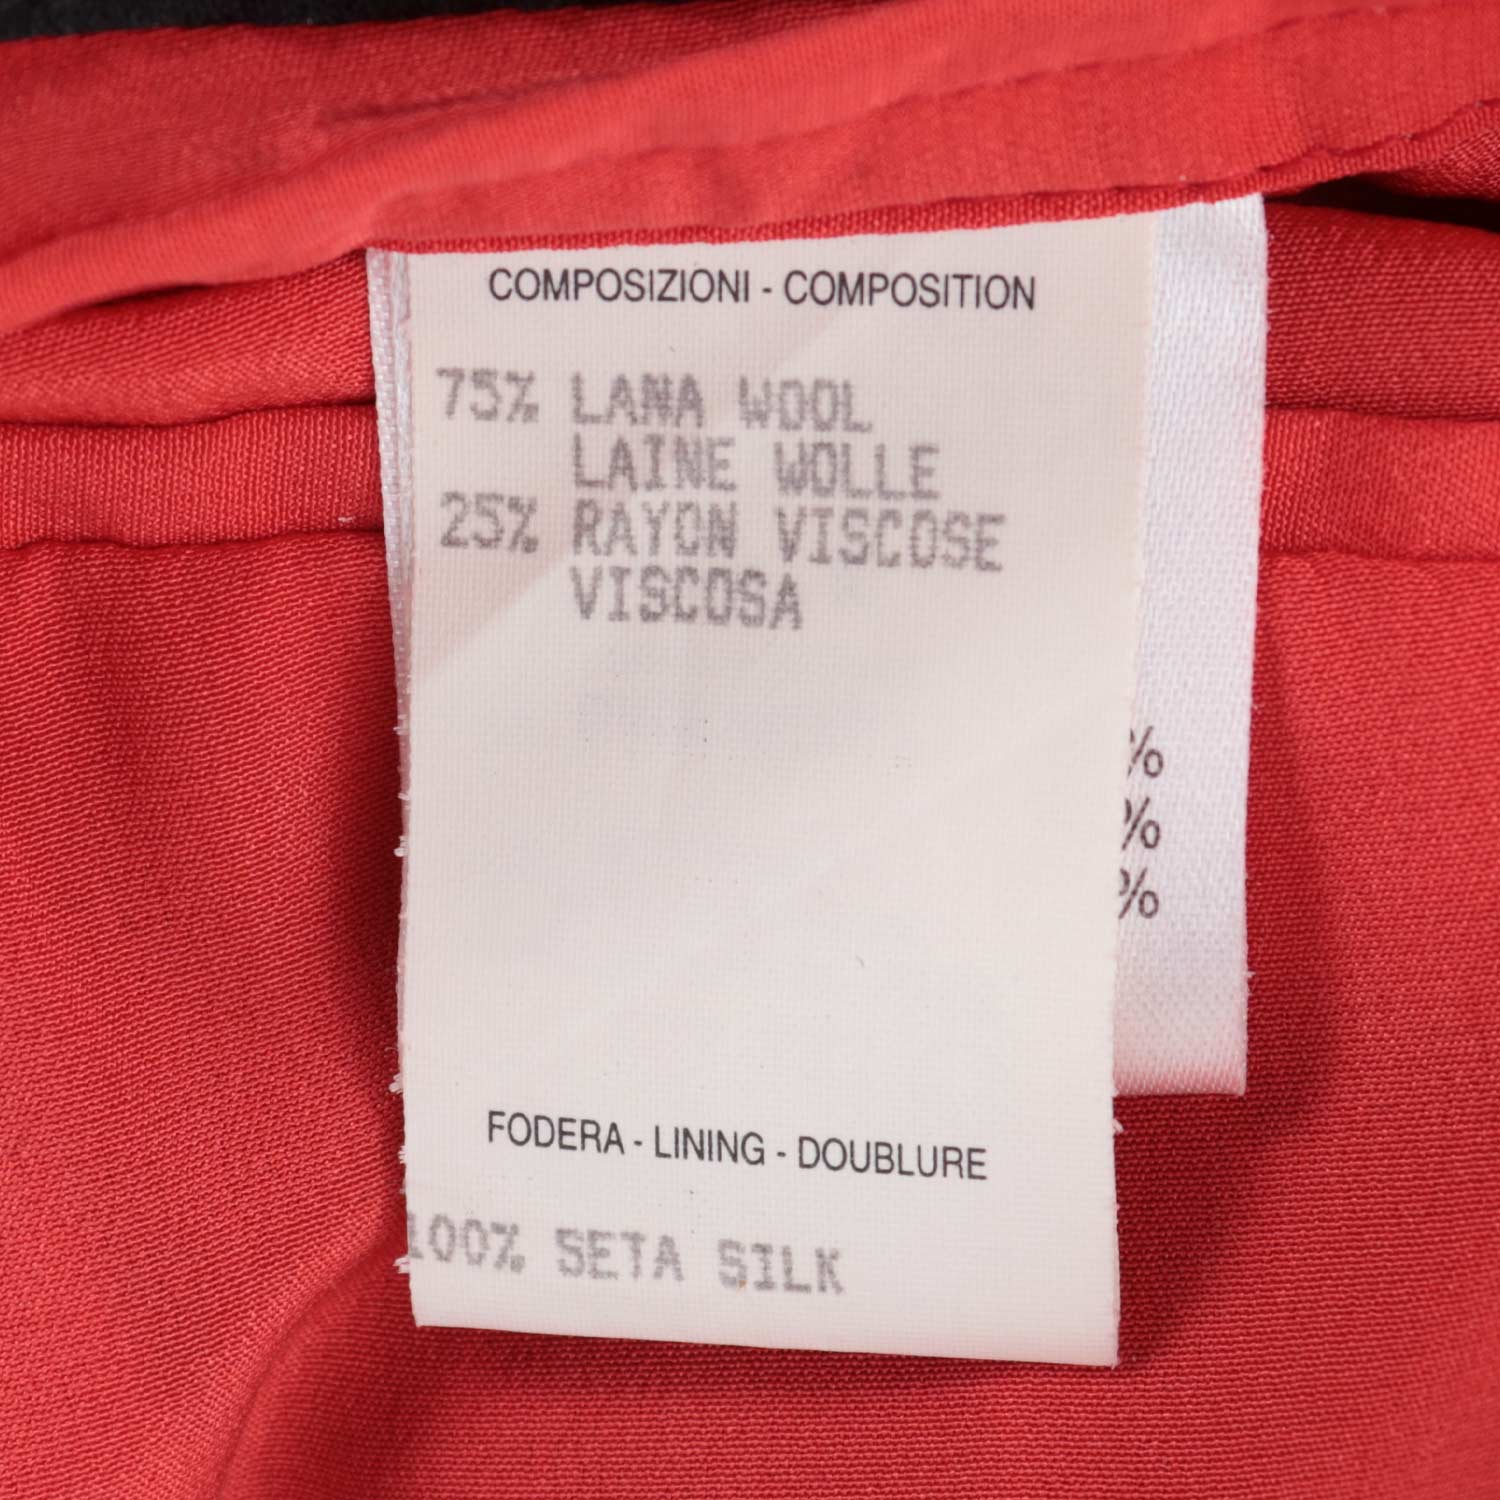 COMPOSIZIONI - COMPOSITION
75% LANA WOOL
LAINE WOLLE
25% RAYON VISCOSE
VISCOSA
%
%
%
FODERA - LINING - DOUBLURE
100% SETA SILK